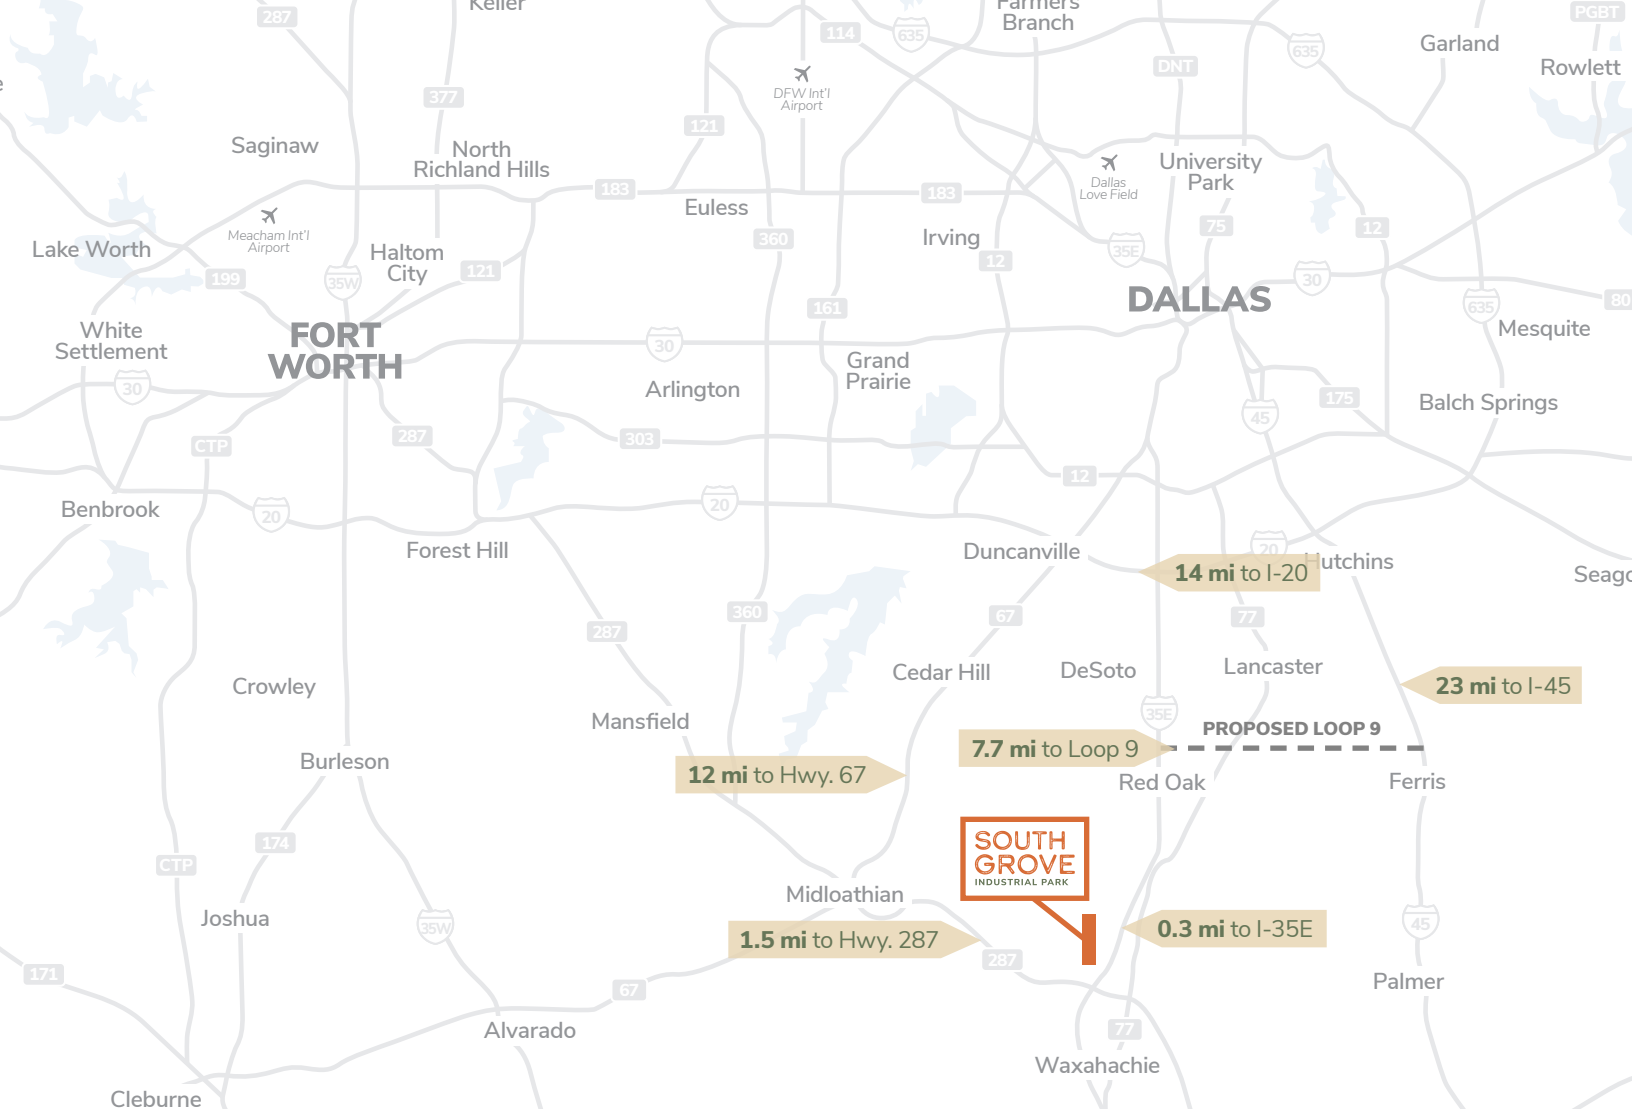 Keller
Farmers
Branch
287
114
635
PGBT
635
Garland
Rowlett
DNT
377
DFW Int'l
Airport
121
Saginaw
North
Richland Hills
University
Park
Dallas
Love Field
183
183
Euless
Meacham Int'l
Airport
75
12
Lake Worth
Haltom
City
360
Irving
35E
12
199
35W
121
30
DALLAS
161
635
80
White
Settlement
FORT
WORTH
30
Mesquite
Grand
Prairie
30
Arlington
175
Balch Springs
45
CTP
287
303
12
Benbrook
20
20
Forest Hill
Duncanville
20
Hutchins
14 mi to I-20
Seago
360
67
77
287
Cedar Hill
DeSoto
Lancaster
Crowley
23 mi to I-45
35E
Mansfield
PROPOSED LOOP 9
7.7 mi to Loop 9
Burleson
12 mi to Hwy. 67
Red Oak
Ferris
174
SOUTH
GROVE
INDUSTRIAL PARK
CTP
Midloathian
Joshua
35W
45
1.5 mi to Hwy. 287
0.3 mi to I-35E
287
171
67
Palmer
Alvarado
77
Waxahachie
Cleburne